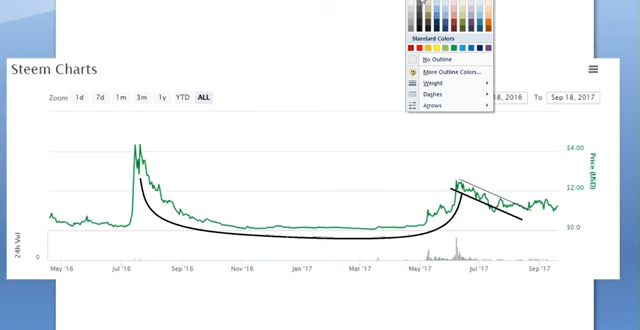 Standard Colors
No Outline
More Outline Colors...
Weight
Dashes
Arrows
Steem Charts
Zoom 1d 7d 1m 3m 1y YTD ALL
18, 2016 To Sep 18, 2017
$4.00
$2.00
$0.0
Price (USD)
24h Vol
0
May '16 Jul '16 Sep '16 Nov '16 Jan '17 Mar '17 May '17 Jul '17 Sep '17